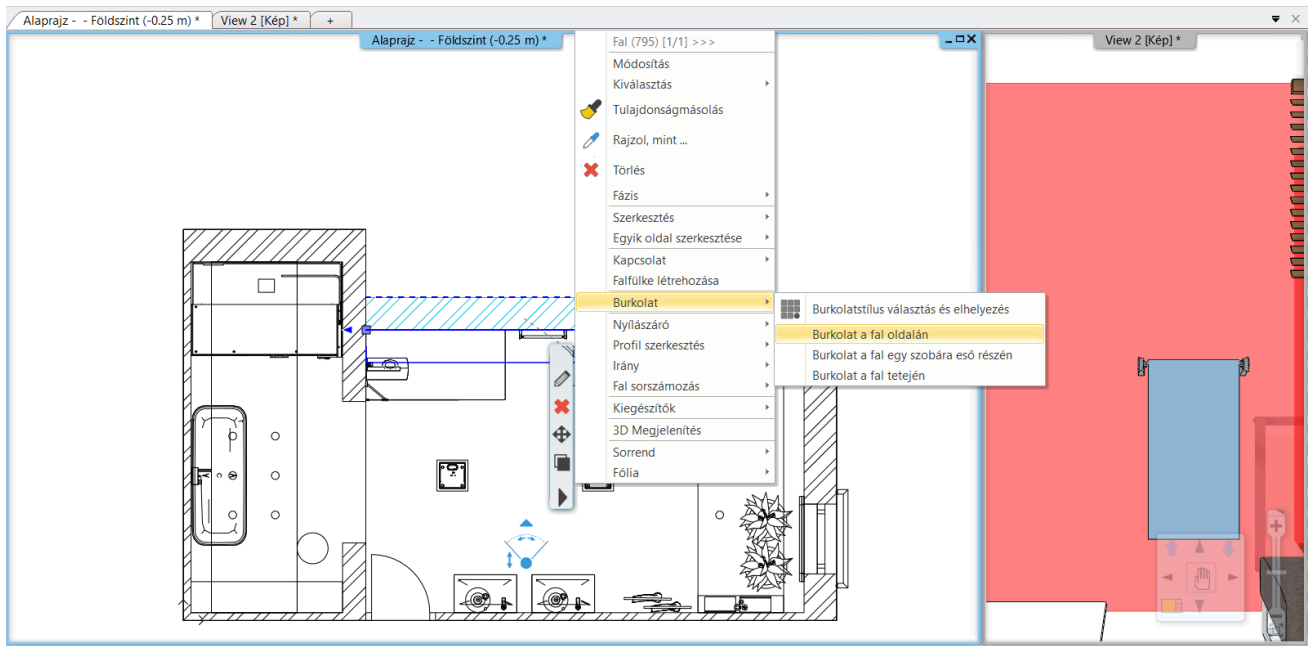 Alaprajz - - Földszint (-0.25 m) *
View 2 [Kép] *
+
Alaprajz - - Földszint (-0.25 m) *
View 2 [Kép] *
Fal (795) [1/1] >>>
Módosítás
Kiválasztás
Tulajdonságmásolás
Rajzol, mint ...
Törlés
Fázis
Szerkesztés
Egyik oldal szerkesztése
Kapcsolat
Falfülke létrehozása
Burkolat
Burkolatstílus választás és elhelyezés
Nyílászáró
Burkolat a fal oldalán
Profil szerkesztés
Burkolat a fal egy szobára eső részén
Irány
Burkolat a fal tetején
Fal sorszámozás
Kiegészítők
3D Megjelenítés
Sorrend
Fólia